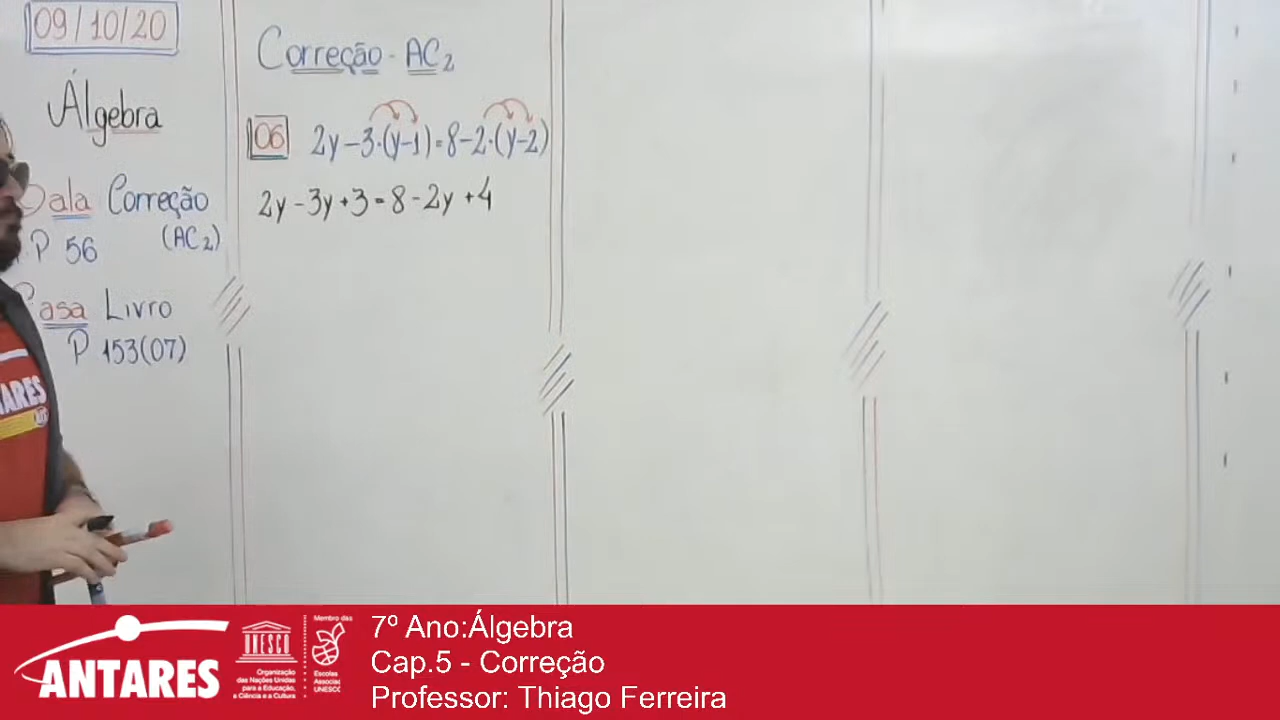 09/10/20
Álgebra
Sala Correção
(AC2)
P 56
Casa Livro
P 153(07)
Correção - AC2
06 2y - 3·(y-1) = 8 - 2·(y-2)
2y - 3y + 3 = 8 - 2y + 4
ANTARES
UNESCO
Organização
das Nações Unidas
para a Educação,
a Ciência e a Cultura
Membro das
Escolas
Associadas
UNESCO
7º Ano:Álgebra
Cap.5 - Correção
Professor: Thiago Ferreira